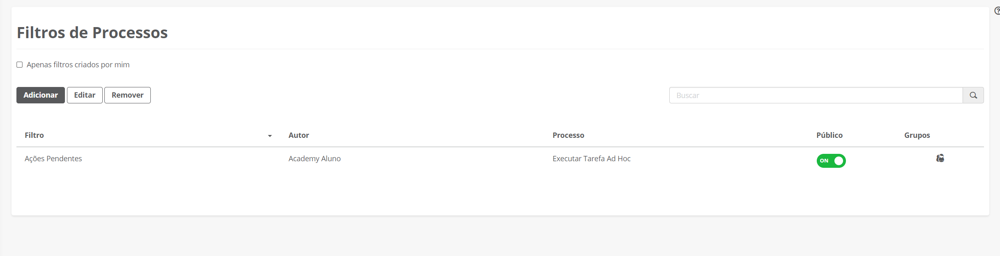 Filtros de Processos
Apenas filtros criados por mim
Adicionar Editar Remover Buscar
Filtro Autor Processo Público Grupos
Ações Pendentes Academy Aluno Executar Tarefa Ad Hoc ON